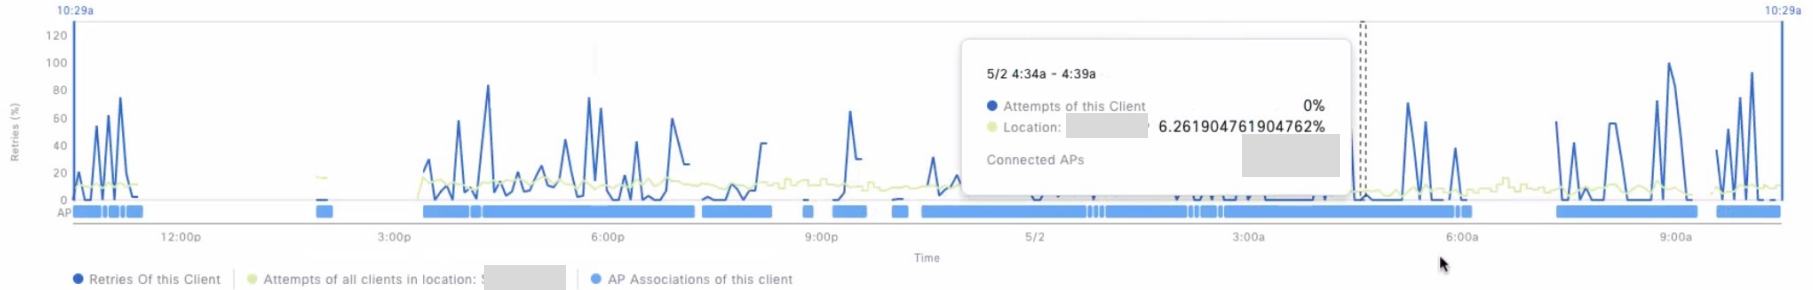 10:29a 10:29a
120
100
80
60
40
20
0
Retries (%)
AP
5/2 4:34a - 4:39a
Attempts of this Client 0%
Location: 6.261904761904762%
Connected APs
12:00p 3:00p 6:00p 9:00p 5/2 3:00a 6:00a 9:00a
Time
Retries Of this Client Attempts of all clients in location: AP Associations of this client